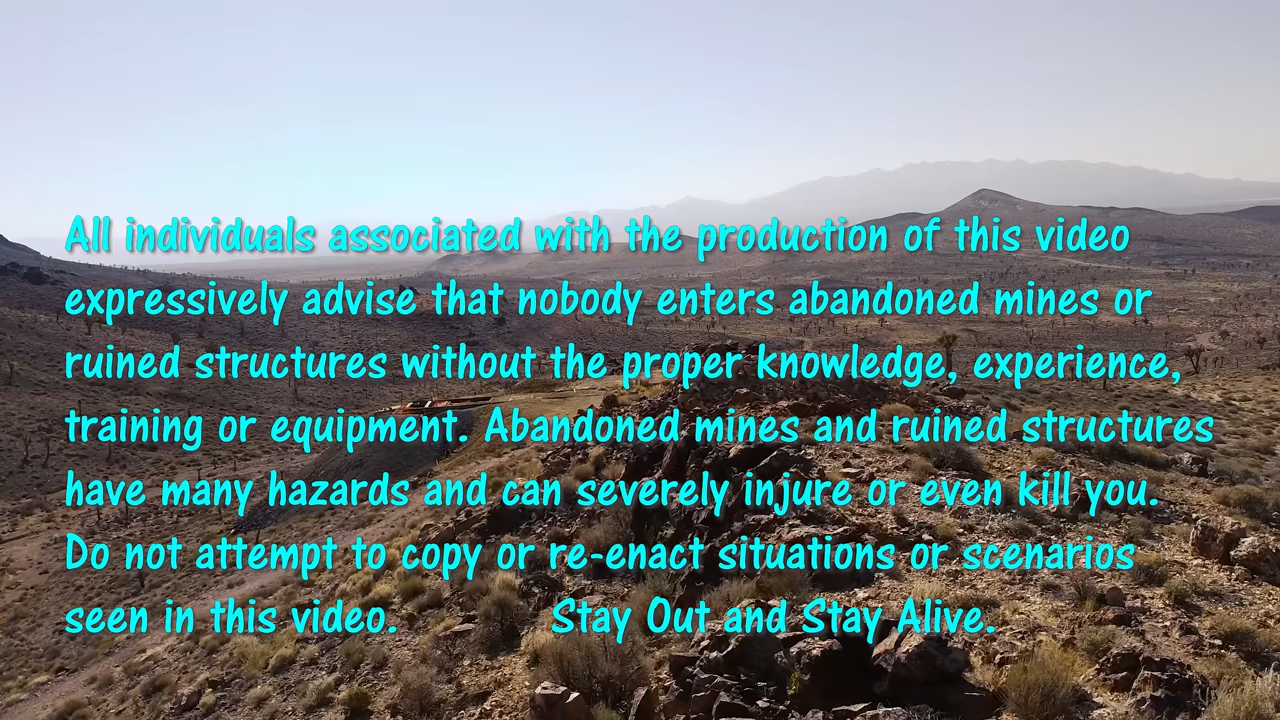 All individuals associated with the production of this video
expressively advise that nobody enters abandoned mines or
ruined structures without the proper knowledge, experience,
training or equipment. Abandoned mines and ruined structures
have many hazards and can severely injure or even kill you.
Do not attempt to copy or re-enact situations or scenarios
seen in this video. Stay Out and Stay Alive.